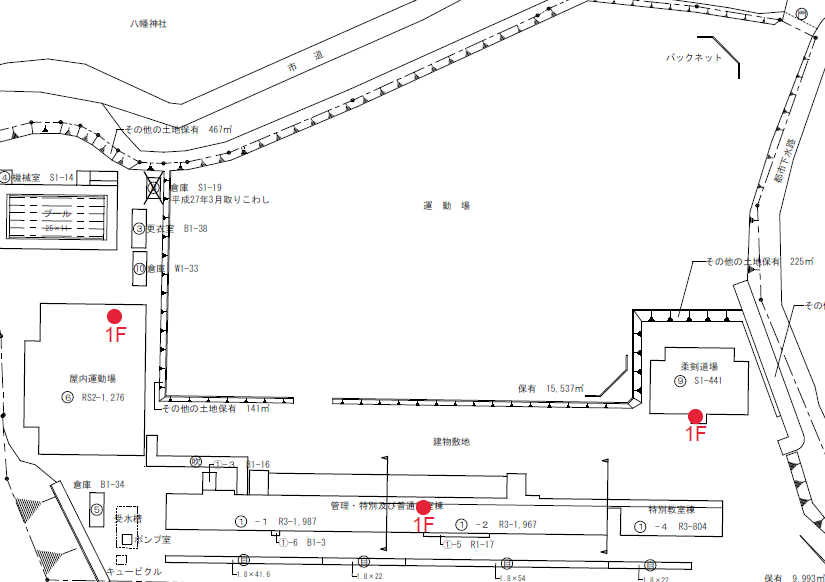 八幡神社
市 道
バックネット
その他の土地保有 467㎡
都市下水路
④機械室 S1-14
倉庫 S1-19
平成27年3月取りこわし
プール
25×11
運 動 場
③更衣室 B1-38
⑩倉庫 W1-33
その他の土地保有 225㎡
その他
1F
屋内運動場
⑥ RS2-1,276
柔剣道場
⑨ S1-441
保有 15,537㎡
その他の土地保有 141㎡
1F
建物敷地
①-3 B1-16
倉庫 B1-34
⑤
受水槽
ポンプ室
キュービクル
管理・特別及び普通教室棟
特別教室棟
①-1 R3-1,987
1F
①-2 R3-1,967
①-4 R3-804
①-6 B1-3
①-5 R1-17
1.8×41.6
1.8×22
1.8×54
1.8×22
保有 9,993㎡